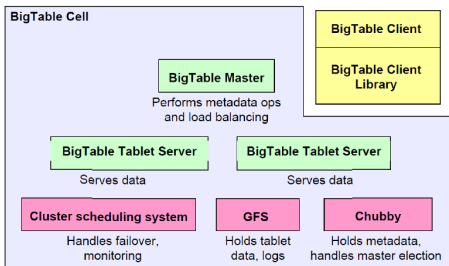 BigTable Cell
BigTable Client
BigTable Client
Library
BigTable Master
Performs metadata ops
and load balancing
BigTable Tablet Server
BigTable Tablet Server
Serves data
Serves data
Cluster scheduling system
GFS
Chubby
Handles failover,
monitoring
Holds tablet
data, logs
Holds metadata,
handles master election